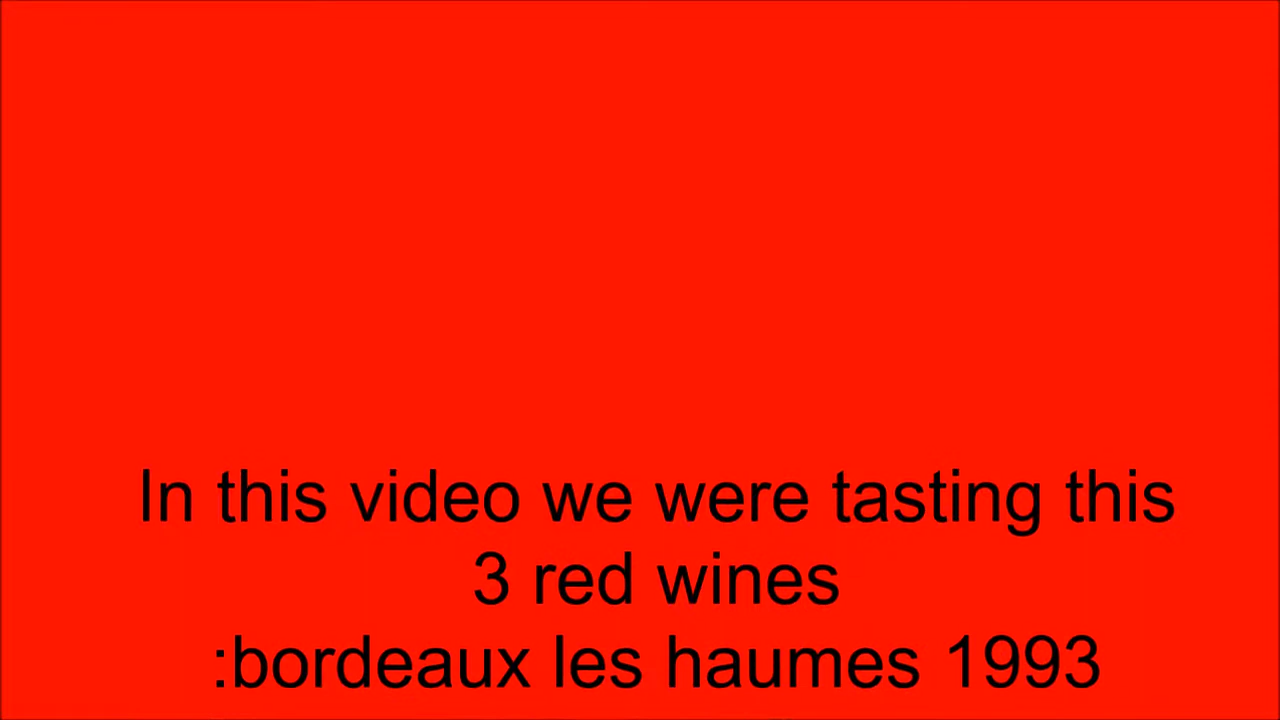 In this video we were tasting this
3 red wines
:bordeaux les haumes 1993